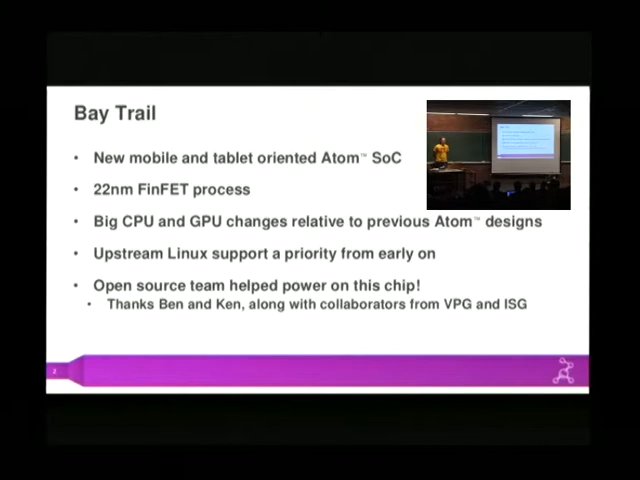 Bay Trail
• New mobile and tablet oriented Atom™ SoC
• 22nm FinFET process
• Big CPU and GPU changes relative to previous Atom™ designs
• Upstream Linux support a priority from early on
• Open source team helped power on this chip!
• Thanks Ben and Ken, along with collaborators from VPG and ISG
2